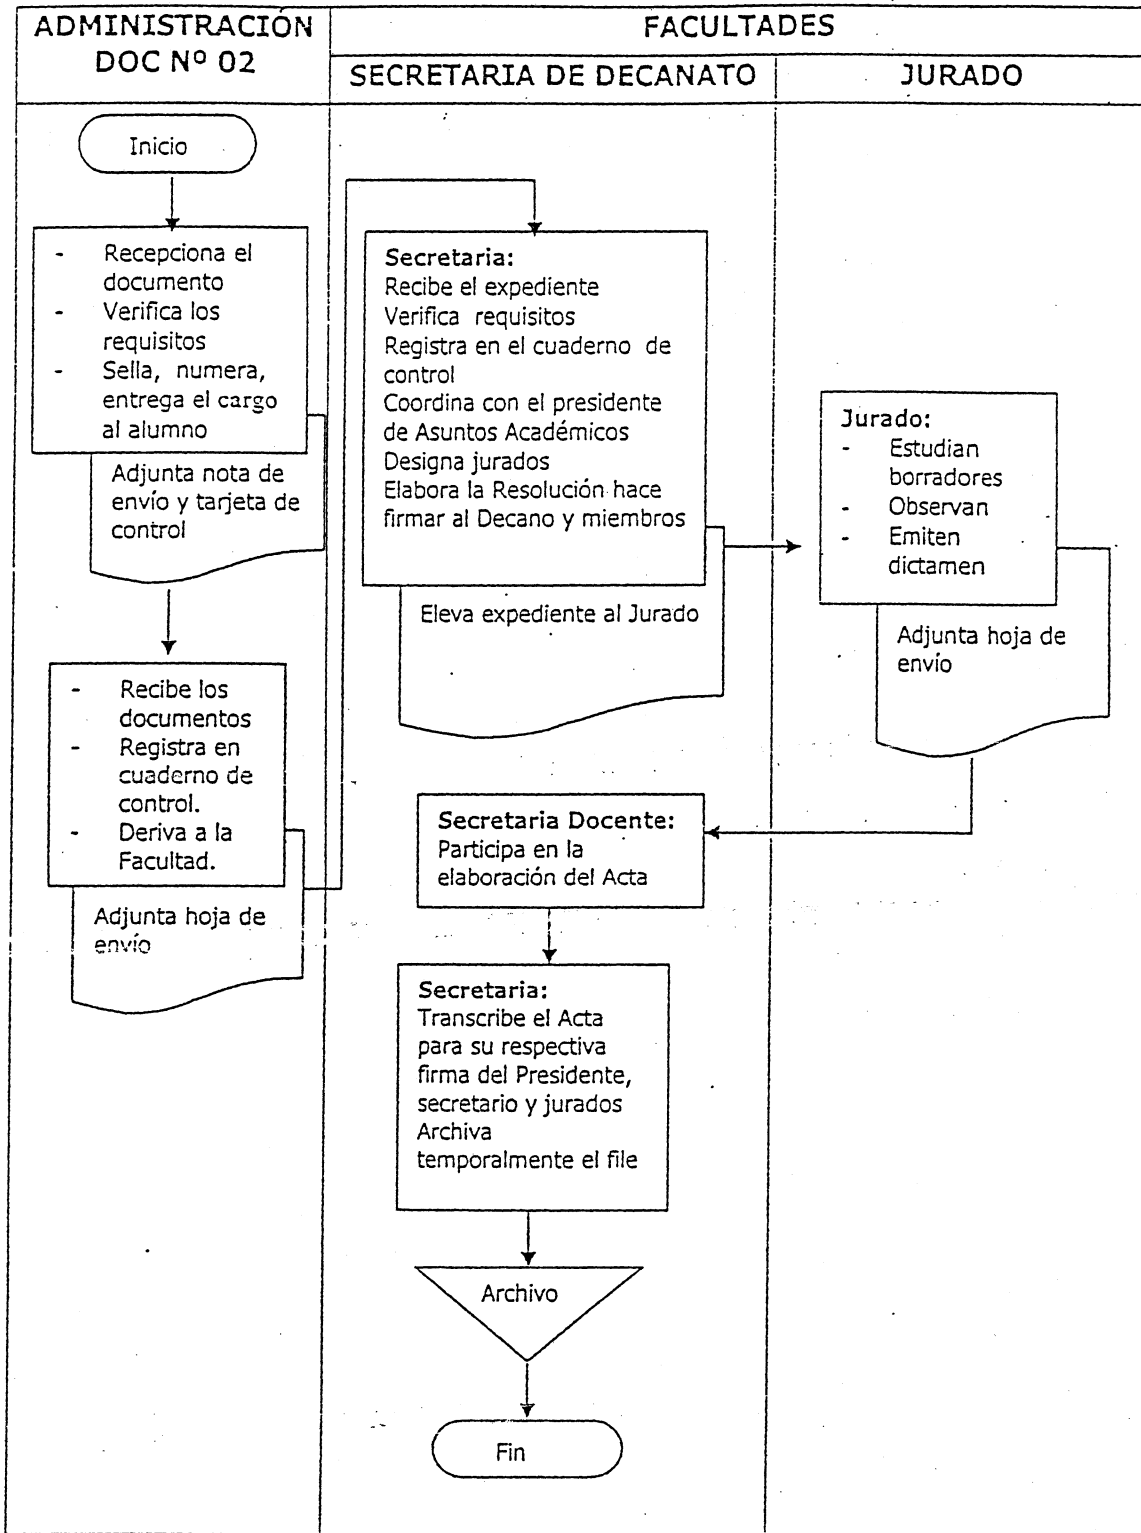 ADMINISTRACIÓN
DOC Nº 02
FACULTADES
SECRETARIA DE DECANATO
JURADO
Inicio
- Recepciona el
documento
- Verifica los
requisitos
- Sella, numera,
entrega el cargo
al alumno
Adjunta nota de
envío y tarjeta de
control
- Recibe los
documentos
- Registra en
cuaderno de
control.
- Deriva a la
Facultad.
Adjunta hoja de
envío
Secretaria:
Recibe el expediente
Verifica requisitos
Registra en el cuaderno de
control
Coordina con el presidente
de Asuntos Académicos
Designa jurados
Elabora la Resolución hace
firmar al Decano y miembros
Eleva expediente al Jurado
Jurado:
- Estudian
borradores
- Observan
- Emiten
dictamen
Adjunta hoja de
envío
Secretaria Docente:
Participa en la
elaboración del Acta
Secretaria:
Transcribe el Acta
para su respectiva
firma del Presidente,
secretario y jurados
Archiva
temporalmente el file
Archivo
Fin